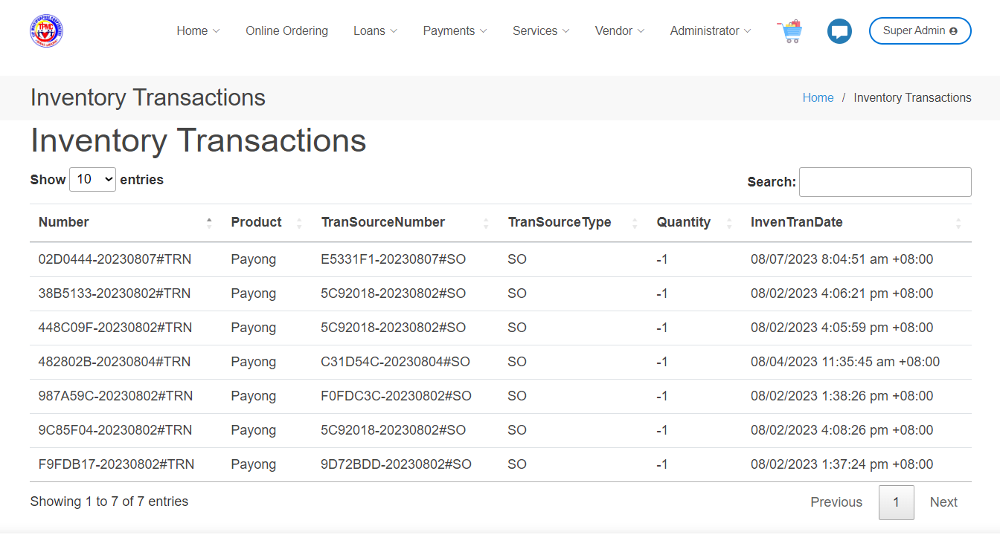 TPMC
Home Online Ordering Loans Payments Services Vendor Administrator Super Admin
Inventory Transactions Home / Inventory Transactions
Inventory Transactions
Show 10 entries Search:
Number Product TranSourceNumber TranSourceType Quantity InvenTranDate
02D0444-20230807#TRN Payong E5331F1-20230807#SO SO -1 08/07/2023 8:04:51 am +08:00
38B5133-20230802#TRN Payong 5C92018-20230802#SO SO -1 08/02/2023 4:06:21 pm +08:00
448C09F-20230802#TRN Payong 5C92018-20230802#SO SO -1 08/02/2023 4:05:59 pm +08:00
482802B-20230804#TRN Payong C31D54C-20230804#SO SO -1 08/04/2023 11:35:45 am +08:00
987A59C-20230802#TRN Payong F0FDC3C-20230802#SO SO -1 08/02/2023 1:38:26 pm +08:00
9C85F04-20230802#TRN Payong 5C92018-20230802#SO SO -1 08/02/2023 4:08:26 pm +08:00
F9FDB17-20230802#TRN Payong 9D72BDD-20230802#SO SO -1 08/02/2023 1:37:24 pm +08:00
Showing 1 to 7 of 7 entries Previous 1 Next